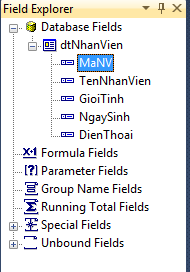 Field Explorer
Database Fields
dtNhanVien
MaNV
TenNhanVien
GioiTinh
NgaySinh
DienThoai
Formula Fields
Parameter Fields
Group Name Fields
Running Total Fields
Special Fields
Unbound Fields